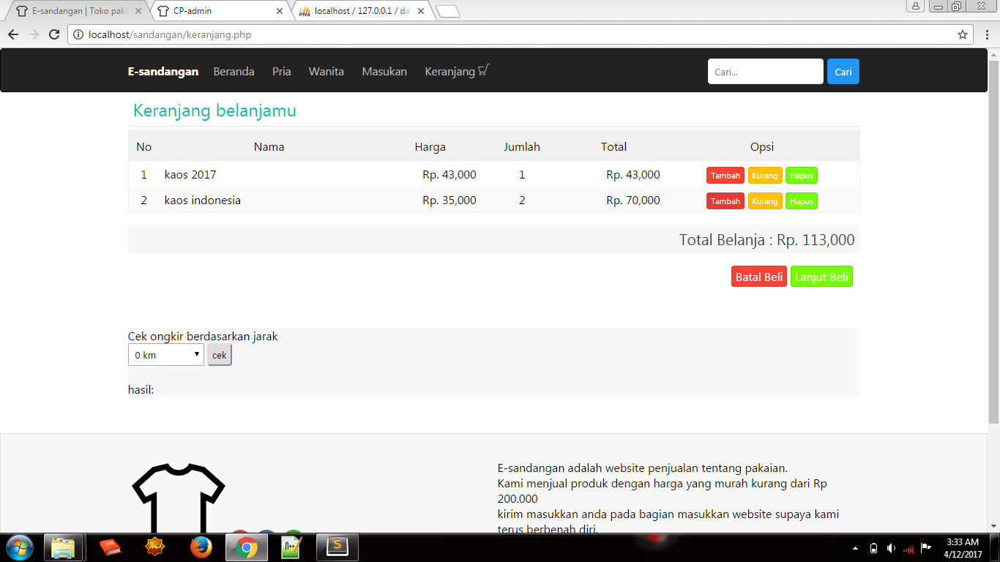 E-sandangan | Toko paka
CP-admin
localhost / 127.0.0.1 / da
localhost/sandangan/keranjang.php
E-sandangan Beranda Pria Wanita Masukan Keranjang Cari... Cari
Keranjang belanjamu
No Nama Harga Jumlah Total Opsi
1 kaos 2017 Rp. 43,000 1 Rp. 43,000 Tambah Kurang Hapus
2 kaos indonesia Rp. 35,000 2 Rp. 70,000 Tambah Kurang Hapus
Total Belanja : Rp. 113,000
Batal Beli Lanjut Beli
Cek ongkir berdasarkan jarak
0 km cek
hasil:
E-sandangan adalah website penjualan tentang pakaian.
Kami menjual produk dengan harga yang murah kurang dari Rp
200.000
kirim masukkan anda pada bagian masukkan website supaya kami
terus berbenah diri.
3:33 AM
4/12/2017